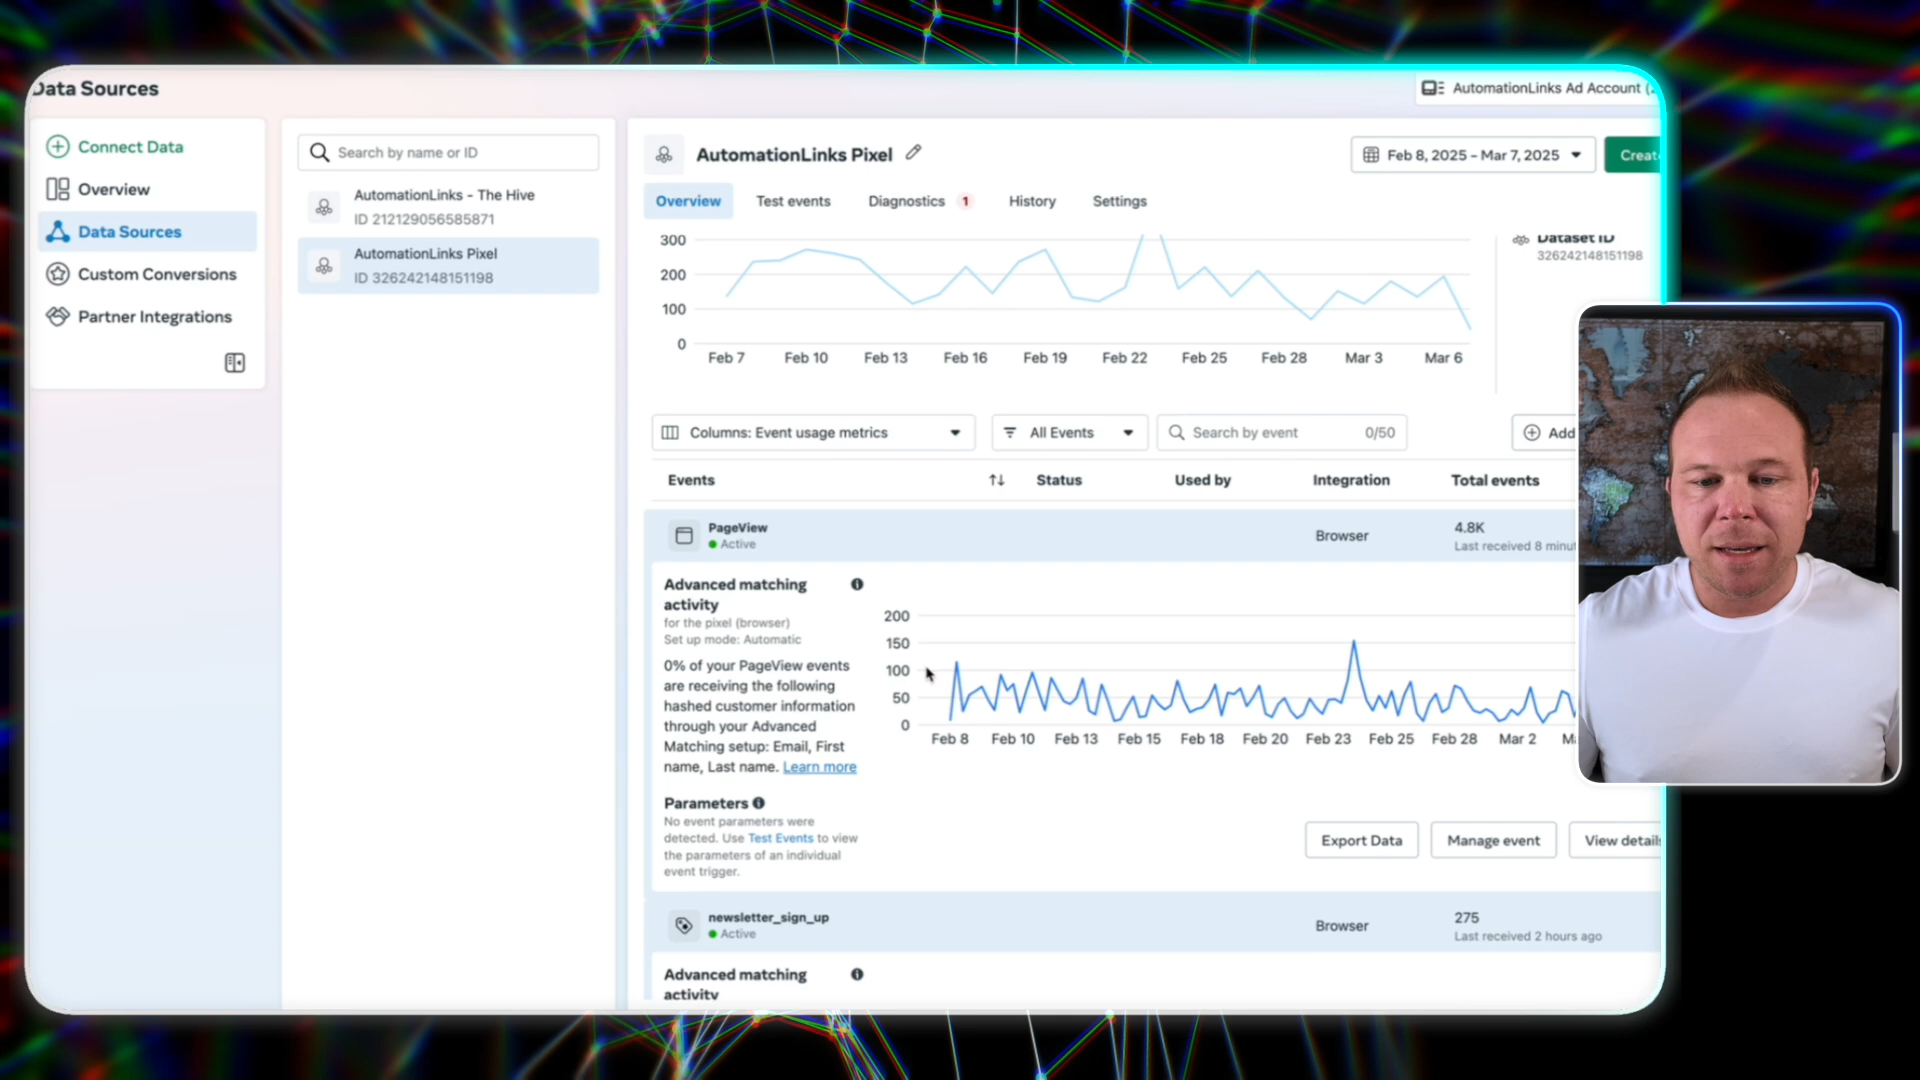 Data Sources
AutomationLinks Ad Account
Connect Data
Overview
Data Sources
Custom Conversions
Partner Integrations
Search by name or ID
AutomationLinks - The Hive
ID 212129056585871
AutomationLinks Pixel
ID 326242148151198
AutomationLinks Pixel
Feb 8, 2025 – Mar 7, 2025
Create
Overview Test events Diagnostics 1 History Settings
300
200
100
0
Feb 7 Feb 10 Feb 13 Feb 16 Feb 19 Feb 22 Feb 25 Feb 28 Mar 3 Mar 6
Dataset ID
326242148151198
Columns: Event usage metrics
All Events
Search by event 0/50
Add
Events Status Used by Integration Total events
PageView
Active
Browser
4.8K
Last received 8 minu
Advanced matching
activity
for the pixel (browser)
Set up mode: Automatic
0% of your PageView events
are receiving the following
hashed customer information
through your Advanced
Matching setup: Email, First
name, Last name. Learn more
200
150
100
50
0
Feb 8 Feb 10 Feb 13 Feb 15 Feb 18 Feb 20 Feb 23 Feb 25 Feb 28 Mar 2 Ma
Parameters
No event parameters were
detected. Use Test Events to view
the parameters of an individual
event trigger.
Export Data
Manage event
View details
newsletter_sign_up
Active
Browser
275
Last received 2 hours ago
Advanced matching
activity